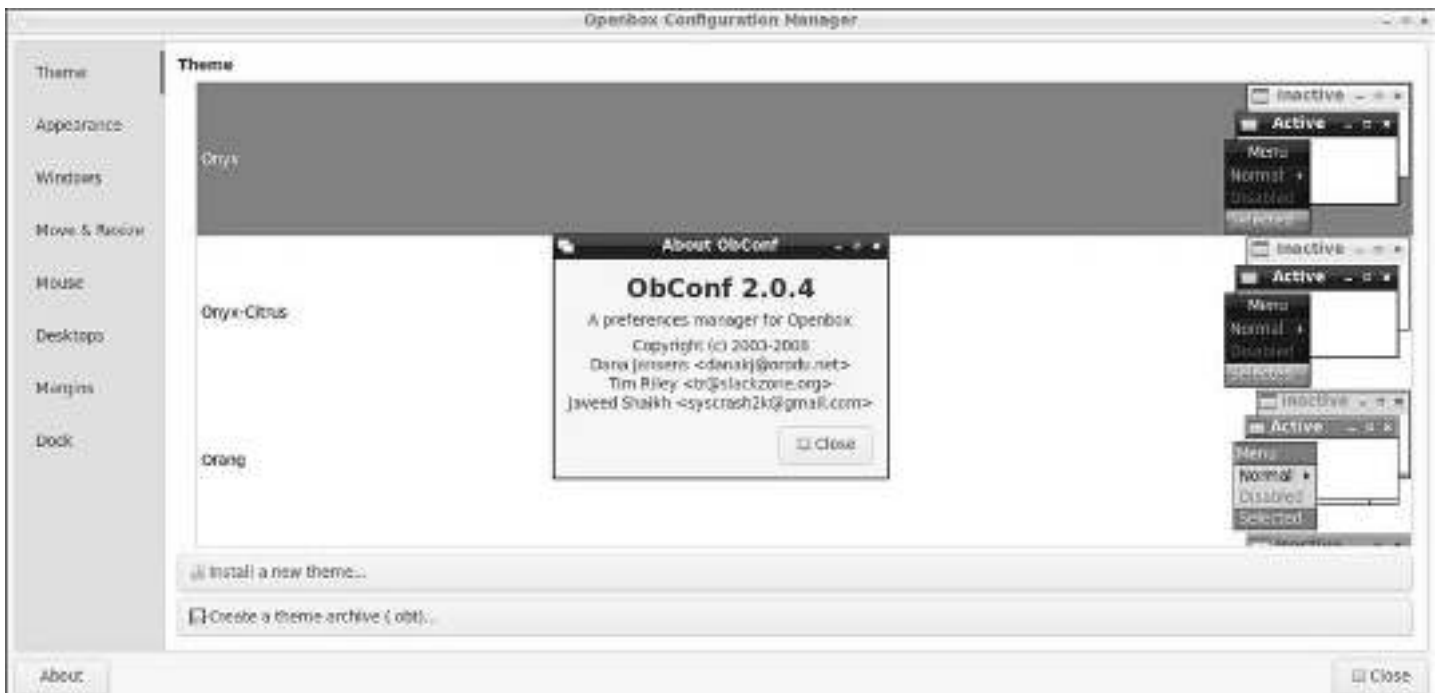 Openbox Configuration Manager
Theme
Appearance
Windows
Move & Resize
Mouse
Desktops
Margins
Dock
Theme
Onyx
Inactive
Active
Menu
Normal
Disabled
Selected
Onyx-Citrus
Inactive
Active
Menu
Normal
Disabled
Selected
Orang
Inactive
Active
Menu
Normal
Disabled
Selected
Inactive
About ObConf
ObConf 2.0.4
A preferences manager for Openbox
Copyright (c) 2003-2008
Dana Jansens <danakj@orodu.net>
Tim Riley <tr@slackzone.org>
Javeed Shaikh <syscrash2k@gmail.com>
Close
Install a new theme...
Create a theme archive (.obt)...
About
Close